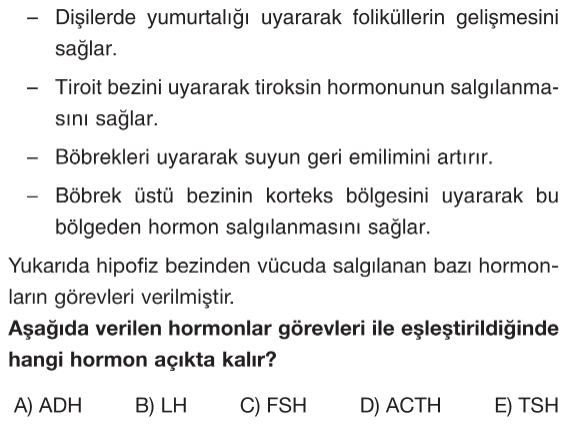 – Dişilerde yumurtalığı uyararak foliküllerin gelişmesini
sağlar.
– Tiroit bezini uyararak tiroksin hormonunun salgılanma-
sını sağlar.
– Böbrekleri uyararak suyun geri emilimini artırır.
– Böbrek üstü bezinin korteks bölgesini uyararak bu
bölgeden hormon salgılanmasını sağlar.
Yukarıda hipofiz bezinden vücuda salgılanan bazı hormon-
ların görevleri verilmiştir.
Aşağıda verilen hormonlar görevleri ile eşleştirildiğinde
hangi hormon açıkta kalır?
A) ADH B) LH C) FSH D) ACTH E) TSH